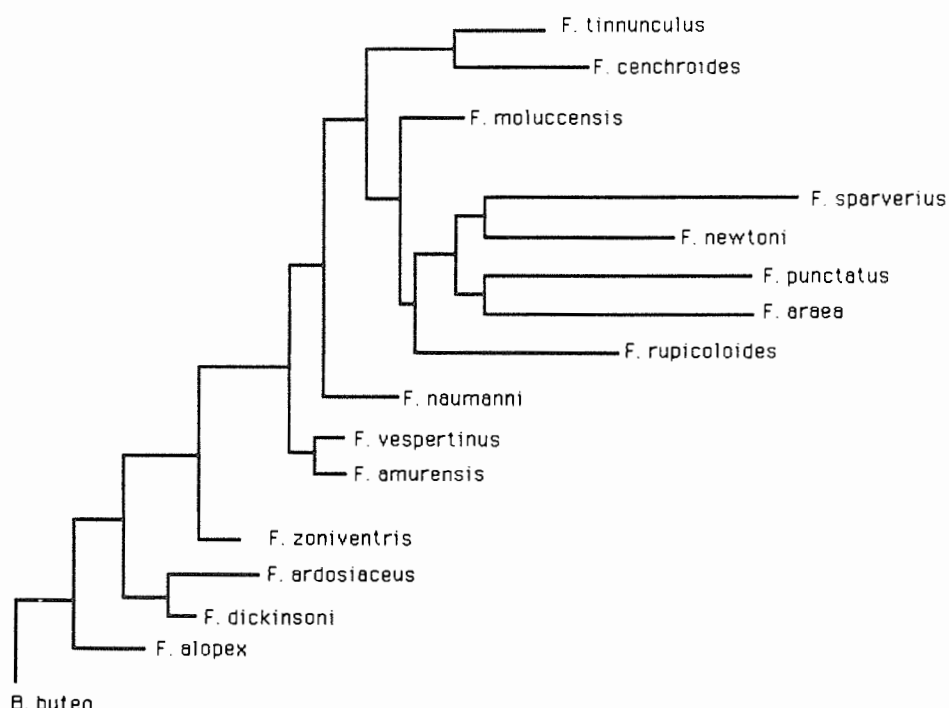 F. tinnunculus
F. cenchroides
F. moluccensis
F. sparverius
F. newtoni
F. punctatus
F. araea
F. rupicoloides
F. naumanni
F. vespertinus
F. amurensis
F. zoniventris
F. ardosiaceus
F. dickinsoni
F. alopex
B. buteo